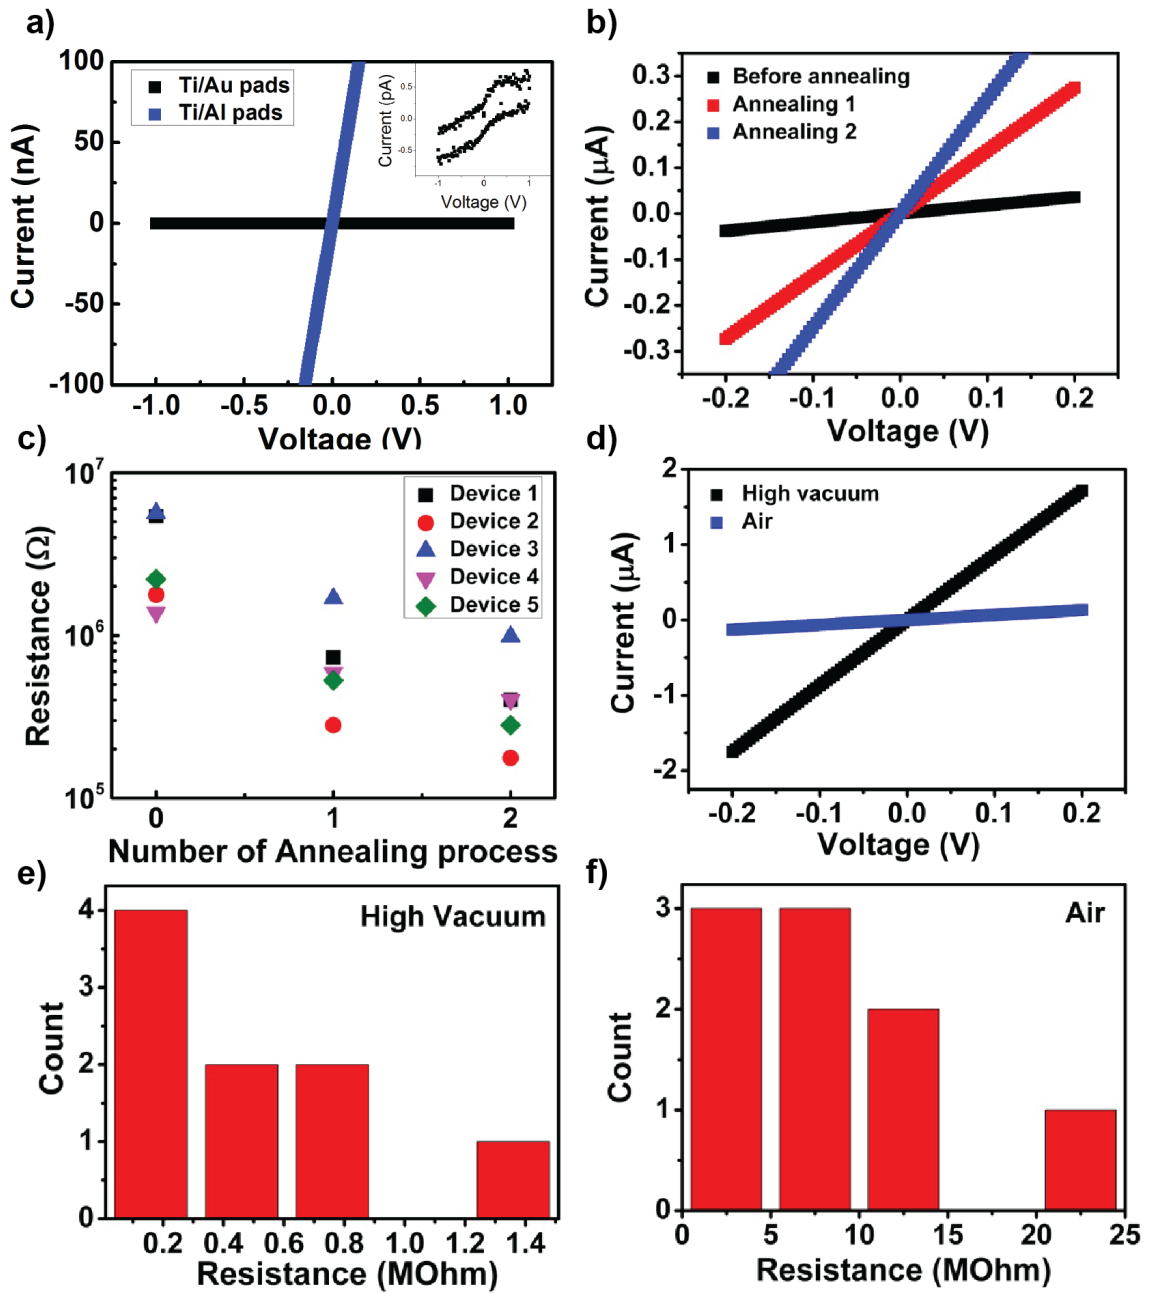 a)
100
50
0
-50
-100
Current (nA)
Ti/Au pads
Ti/Al pads
0.5
0.0
-0.5
Current (pA)
-1
0
1
Voltage (V)
-1.0
-0.5
0.0
0.5
1.0
Voltage (V)
b)
0.3
0.2
0.1
0.0
-0.1
-0.2
-0.3
Current (μA)
Before annealing
Annealing 1
Annealing 2
-0.2
-0.1
0.0
0.1
0.2
Voltage (V)
c)
10⁷
10⁶
10⁵
Resistance (Ω)
Device 1
Device 2
Device 3
Device 4
Device 5
0
1
2
Number of Annealing process
d)
2
1
0
-1
-2
Current (μA)
High vacuum
Air
-0.2
-0.1
0.0
0.1
0.2
Voltage (V)
e)
4
3
2
1
0
Count
High Vacuum
0.2
0.4
0.6
0.8
1.0
1.2
1.4
Resistance (MOhm)
f)
3
2
1
0
Count
Air
0
5
10
15
20
25
Resistance (MOhm)